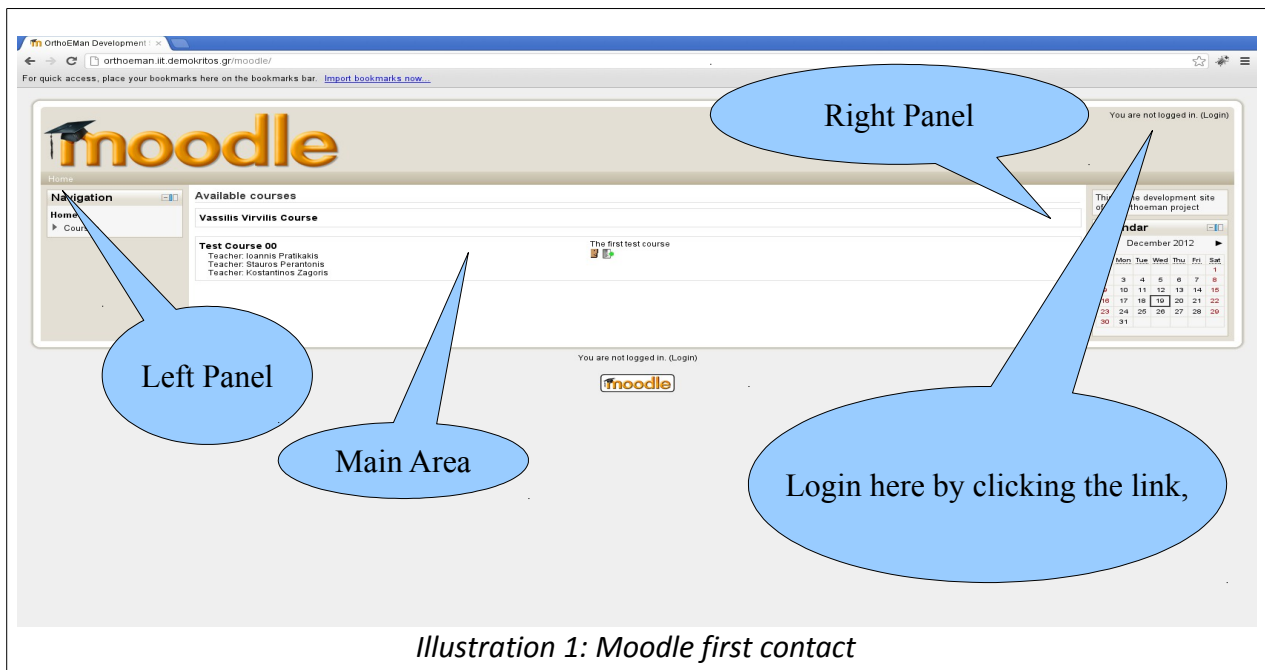 OrthoEMan Development
orthoeman.iit.demokritos.gr/moodle/
For quick access, place your bookmarks here on the bookmarks bar. Import bookmarks now...
Right Panel
You are not logged in. (Login)
moodle
Home
Navigation
Home
Available courses
Vassilis Virvilis Course
Test Course 00
Teacher: Ioannis Pratikakis
Teacher: Stauros Perantonis
Teacher: Kostantinos Zagoris
The first test course
development site
project
December 2012
Mon Tue Wed Thu Fri Sat
1
3 4 5 6 7 8
10 11 12 13 14 15
16 17 18 19 20 21 22
23 24 25 26 27 28 29
30 31
You are not logged in. (Login)
moodle
Left Panel
Main Area
Login here by clicking the link,
Illustration 1: Moodle first contact